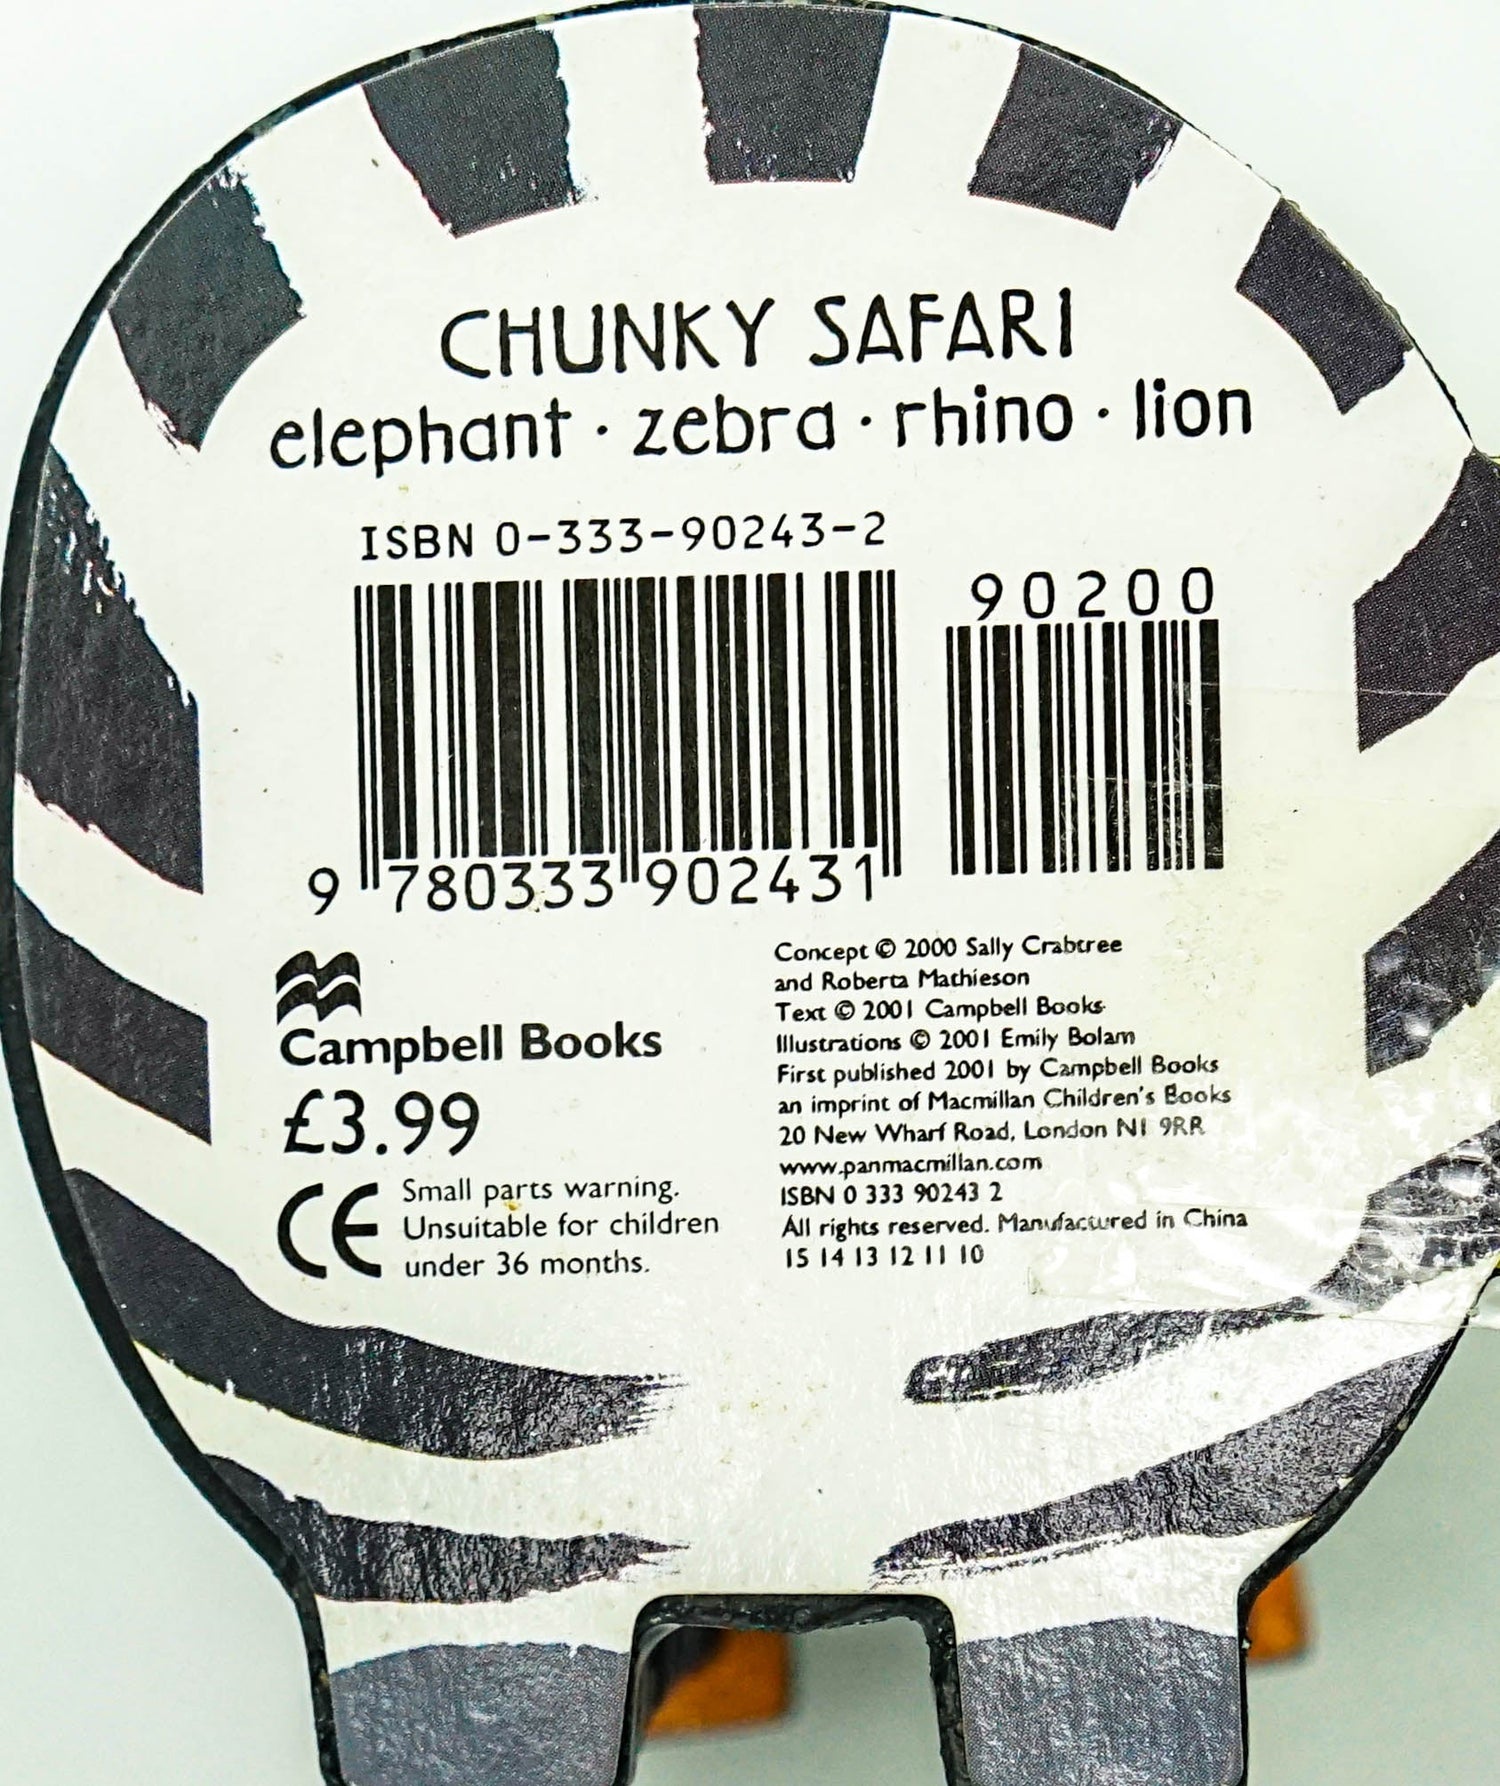 CHUNKY SAFARI
elephant · zebra · rhino · lion
ISBN 0-333-90243-2
90200
9 780333 902431
Campbell Books
£3.99
CE
Small parts warning.
Unsuitable for children
under 36 months.
Concept © 2000 Sally Crabtree
and Roberta Mathieson
Text © 2001 Campbell Books
Illustrations © 2001 Emily Bolam
First published 2001 by Campbell Books
an imprint of Macmillan Children's Books
20 New Wharf Road, London N1 9RR
www.panmacmillan.com
ISBN 0 333 90243 2
All rights reserved. Manufactured in China
15 14 13 12 11 10